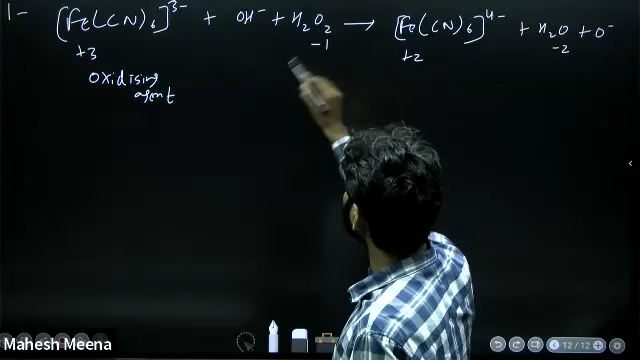 1- [Fe(CN)6]3- + OH- + H2O2 → [Fe(CN)6]4- + H2O + O-
+3 -1 +2 -2
Oxidising
agent
Mahesh Meena
12/12